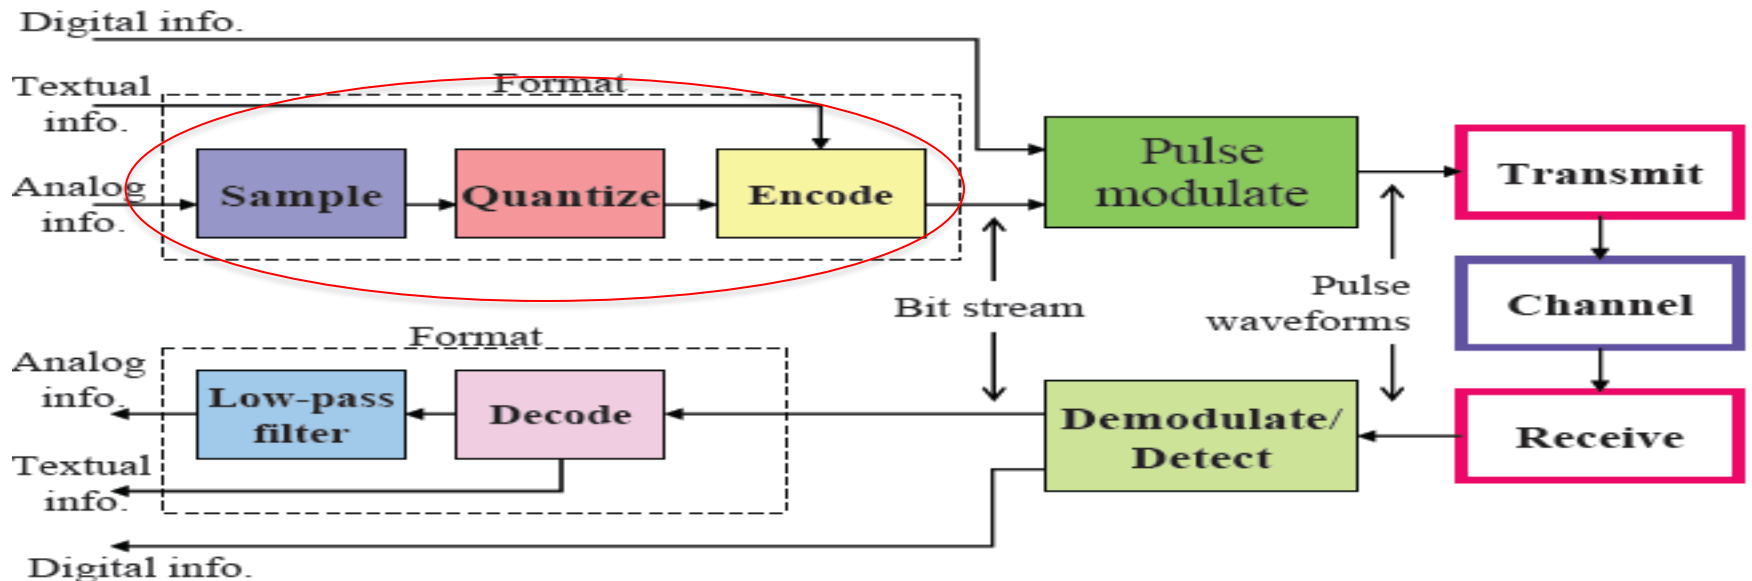 Digital info.
Textual
info.
Format
Analog
info.
Sample
Quantize
Encode
Pulse
modulate
Transmit
Bit stream
Pulse
waveforms
Channel
Format
Analog
info.
Low-pass
filter
Decode
Demodulate/
Detect
Receive
Textual
info.
Digital info.